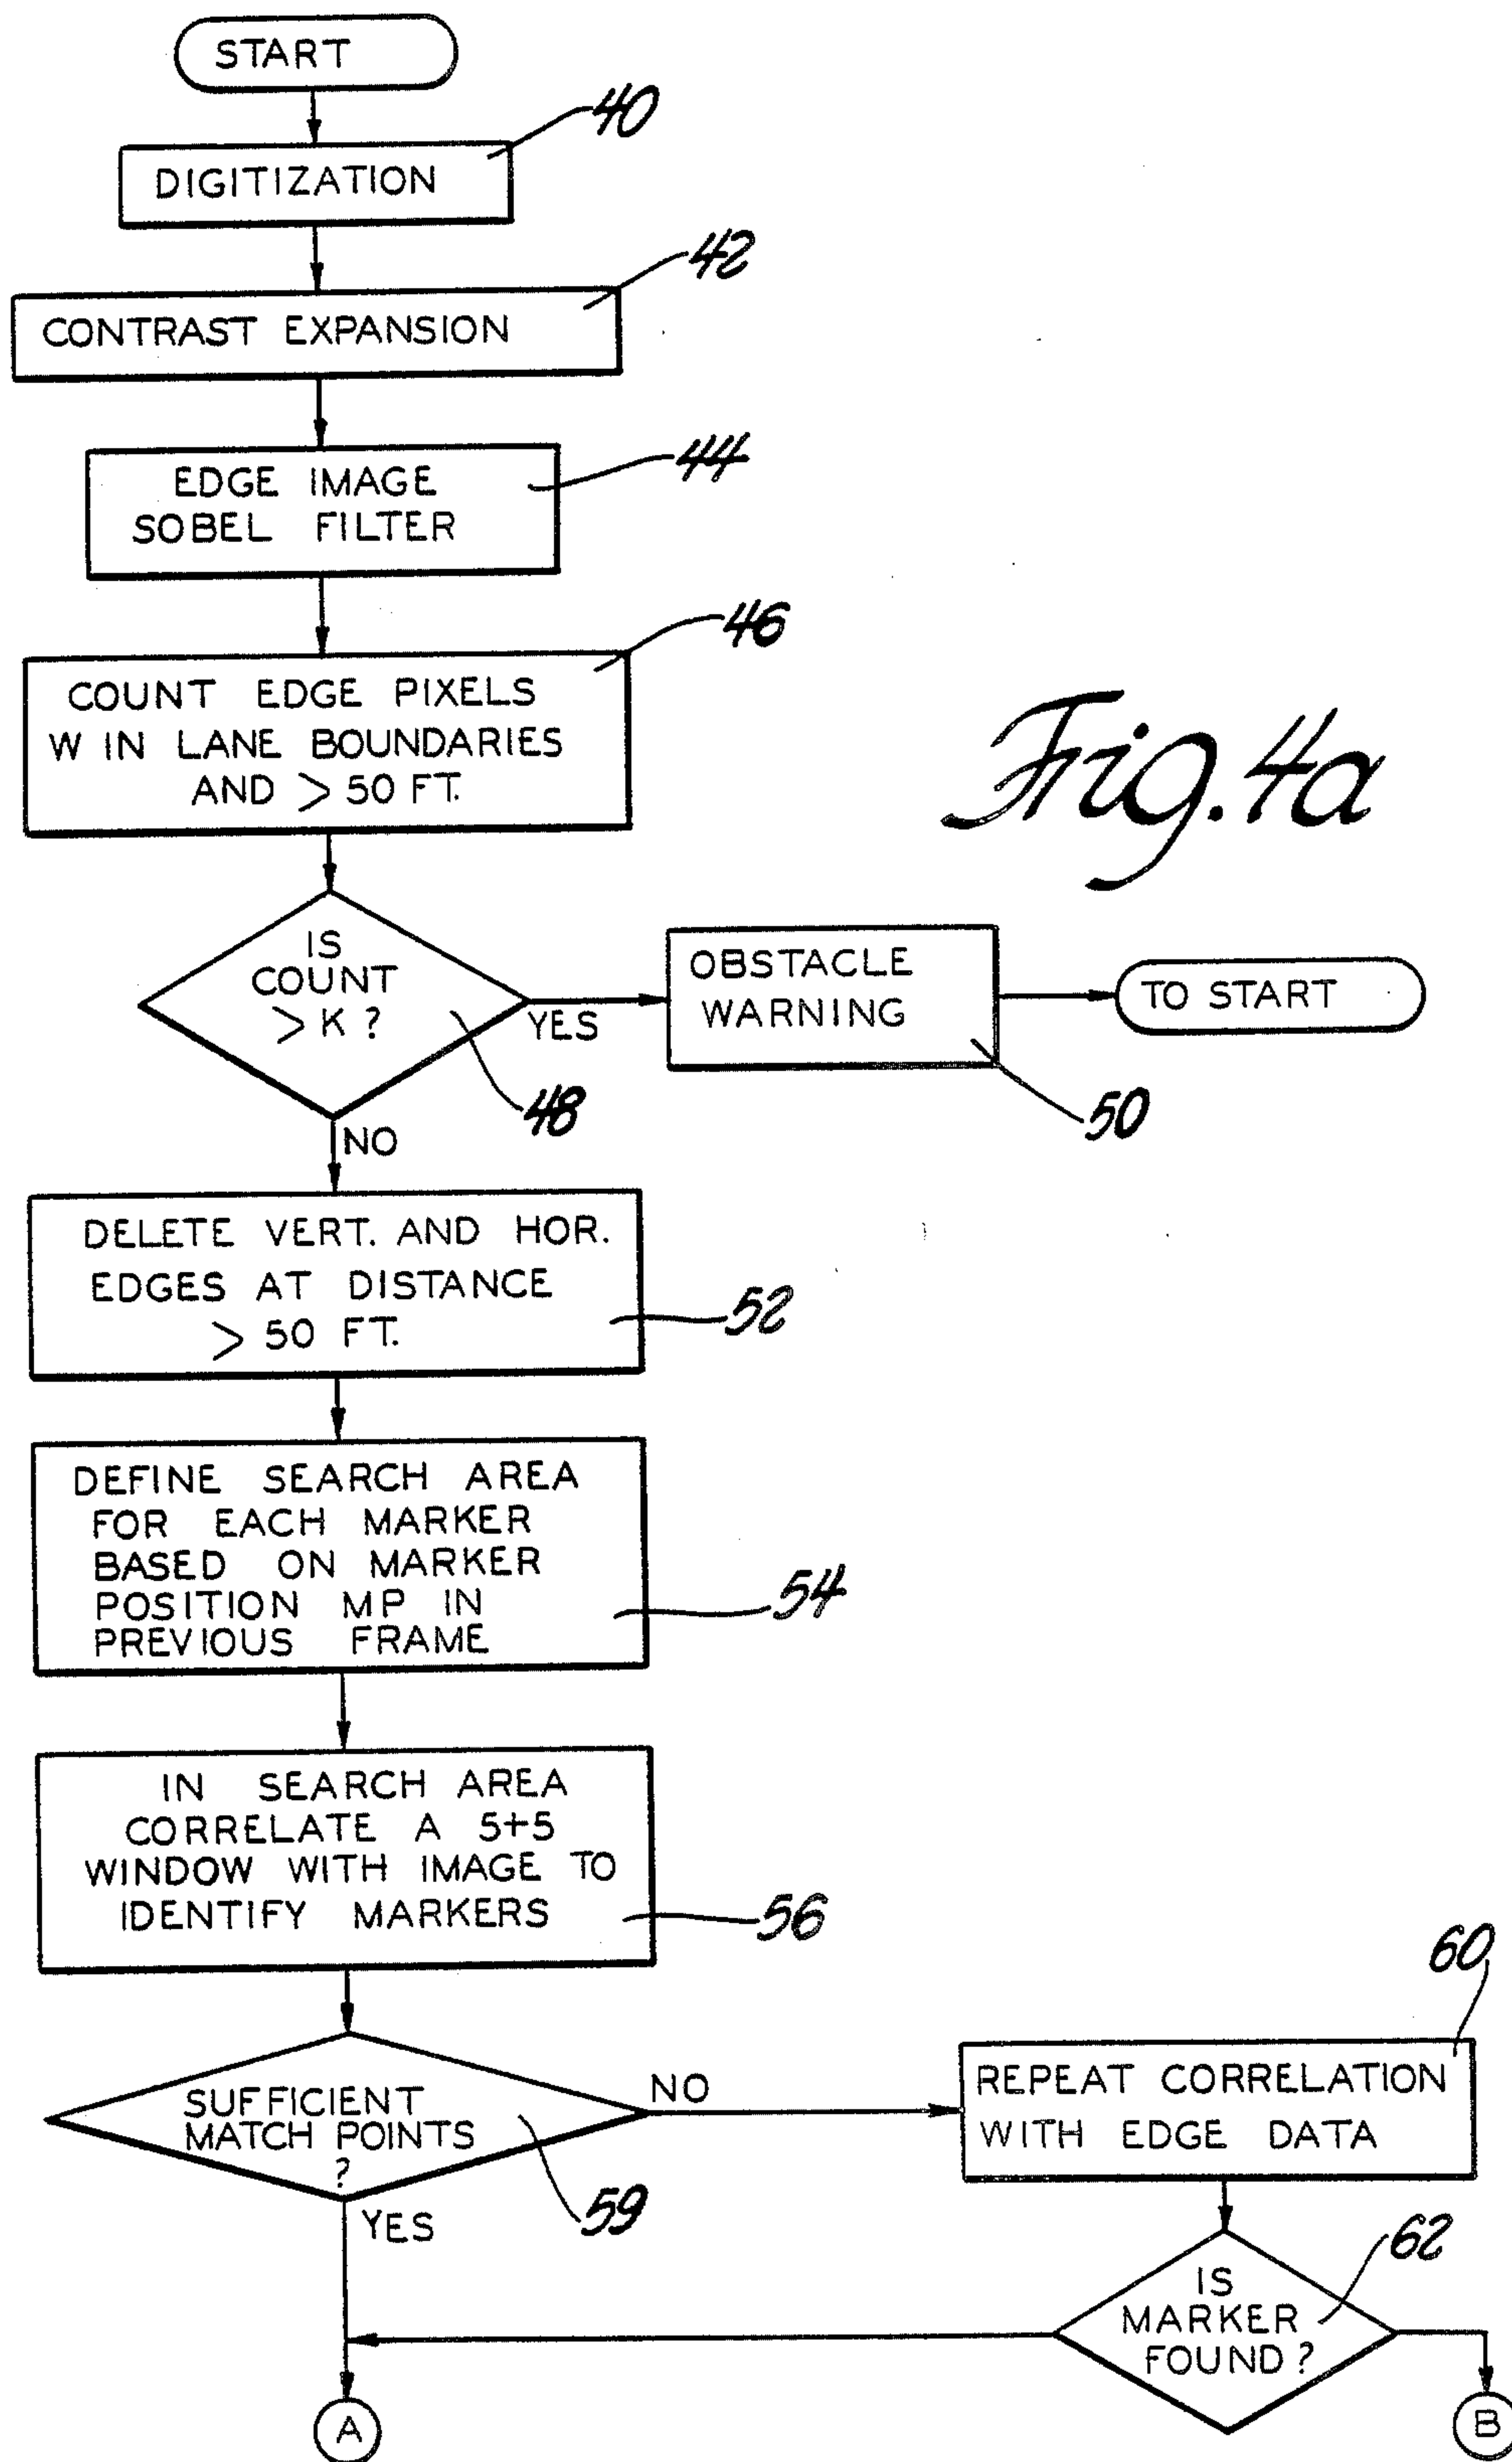 START
40
DIGITIZATION
42
CONTRAST EXPANSION
44
EDGE IMAGE
SOBEL FILTER
46
COUNT EDGE PIXELS
W IN LANE BOUNDARIES
AND > 50 FT.
Fig. 4a
IS
COUNT
> K ?
48
YES
OBSTACLE
WARNING
50
TO START
NO
DELETE VERT. AND HOR.
EDGES AT DISTANCE
> 50 FT.
52
DEFINE SEARCH AREA
FOR EACH MARKER
BASED ON MARKER
POSITION MP IN
PREVIOUS FRAME
54
IN SEARCH AREA
CORRELATE A 5+5
WINDOW WITH IMAGE TO
IDENTIFY MARKERS
56
SUFFICIENT
MATCH POINTS
?
59
NO
60
REPEAT CORRELATION
WITH EDGE DATA
YES
IS
MARKER
FOUND ?
62
A
B